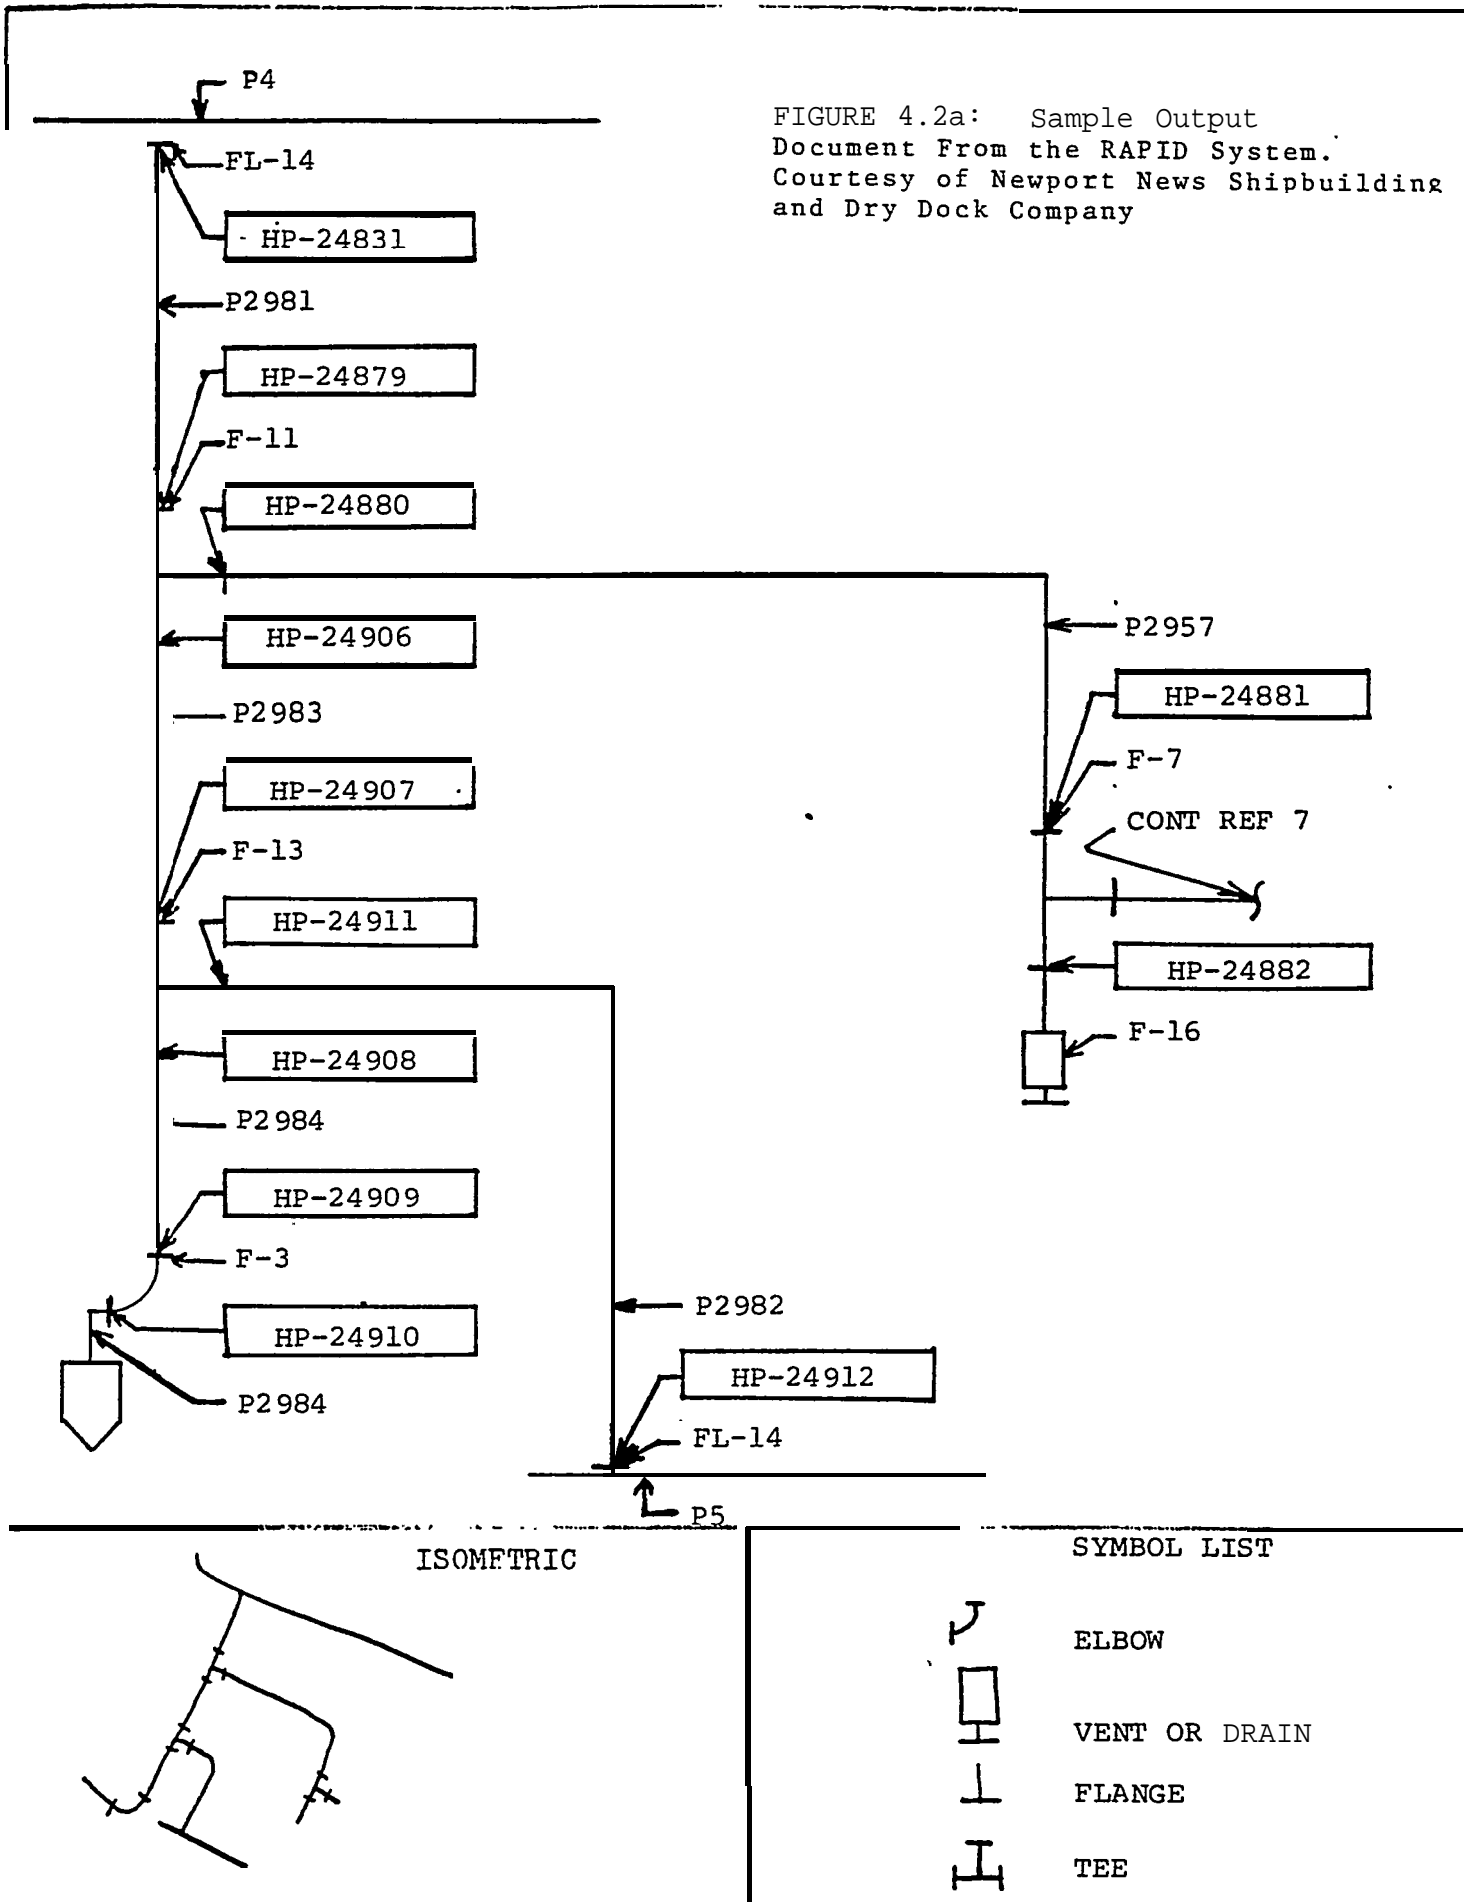 P4
FIGURE 4.2a: Sample Output
Document From the RAPID System.
Courtesy of Newport News Shipbuilding
and Dry Dock Company
FL-14
HP-24831
P2981
HP-24879
F-11
HP-24880
HP-24906
P2983
HP-24907
F-13
HP-24911
HP-24908
P2984
HP-24909
F-3
HP-24910
P2984
P2957
HP-24881
F-7
CONT REF 7
HP-24882
F-16
P2982
HP-24912
FL-14
P5
ISOMETRIC
SYMBOL LIST
ELBOW
VENT OR DRAIN
FLANGE
TEE